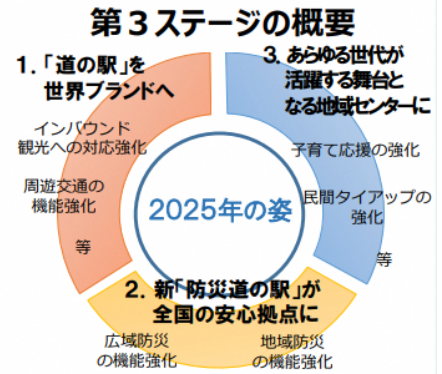 第3ステージの概要
1.「道の駅」を
世界ブランドへ
インバウンド
観光への対応強化
周遊交通の
機能強化
等
3. あらゆる世代が
活躍する舞台と
なる地域センターに
子育て応援の強化
民間タイアップの
強化
等
2025年の姿
2. 新「防災道の駅」が
全国の安心拠点に
広域防災
の機能強化
地域防災
の機能強化